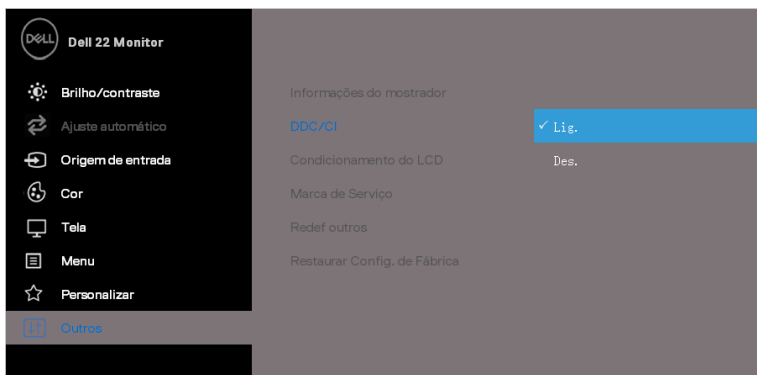 DELL
Dell 22 Monitor
Brilho/contraste
Ajuste automático
Origem de entrada
Cor
Tela
Menu
Personalizar
Outros
Informações do mostrador
DDC/CI
Condicionamento do LCD
Marca de Serviço
Redef outros
Restaurar Config. de Fábrica
Lig.
Des.